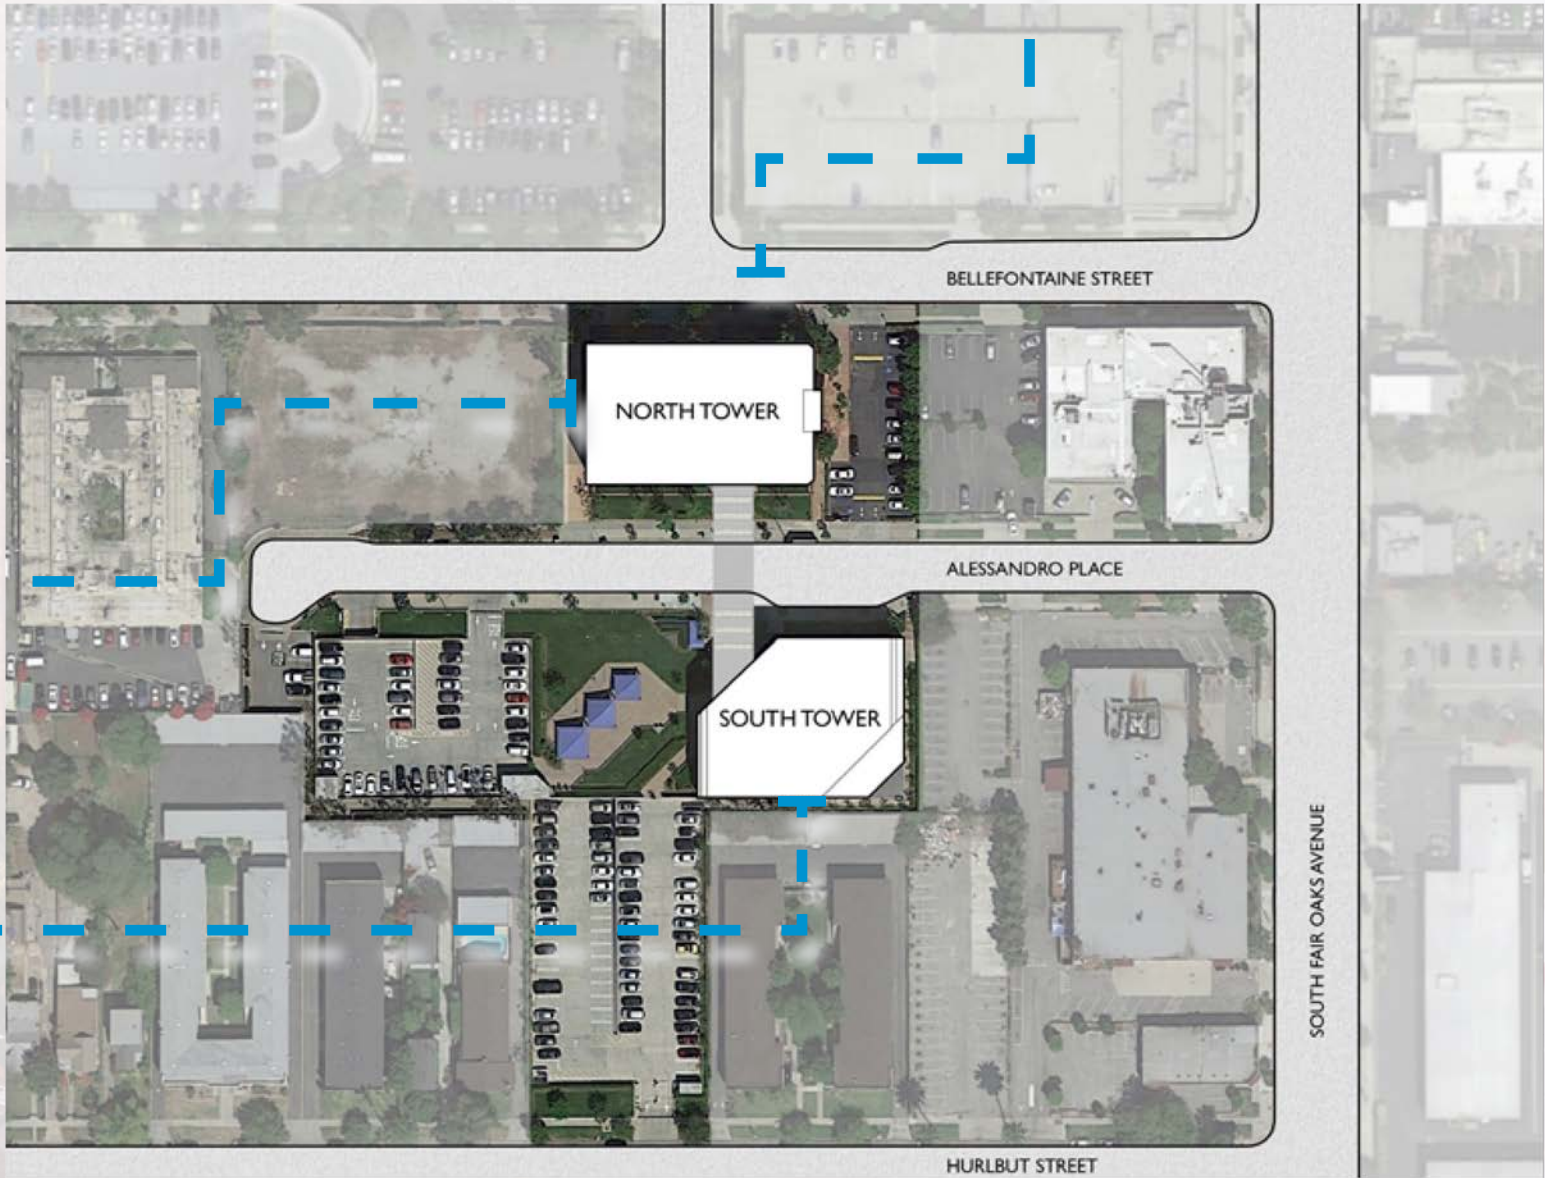 BELLEFONTAINE STREET
NORTH TOWER
ALESSANDRO PLACE
SOUTH TOWER
SOUTH FAIR OAKS AVENUE
HURLBUT STREET